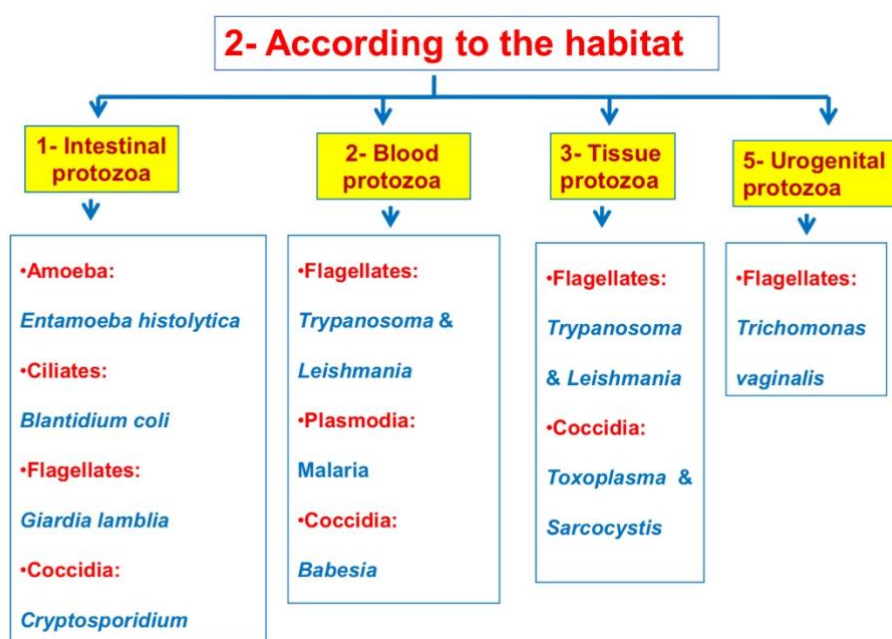 2- According to the habitat
1- Intestinal
protozoa
2- Blood
protozoa
3- Tissue
protozoa
5- Urogenital
protozoa
•Amoeba:
Entamoeba histolytica
•Ciliates:
Blantidium coli
•Flagellates:
Giardia lamblia
•Coccidia:
Cryptosporidium
•Flagellates:
Trypanosoma &
Leishmania
•Plasmodia:
Malaria
•Coccidia:
Babesia
•Flagellates:
Trypanosoma
& Leishmania
•Coccidia:
Toxoplasma &
Sarcocystis
•Flagellates:
Trichomonas
vaginalis